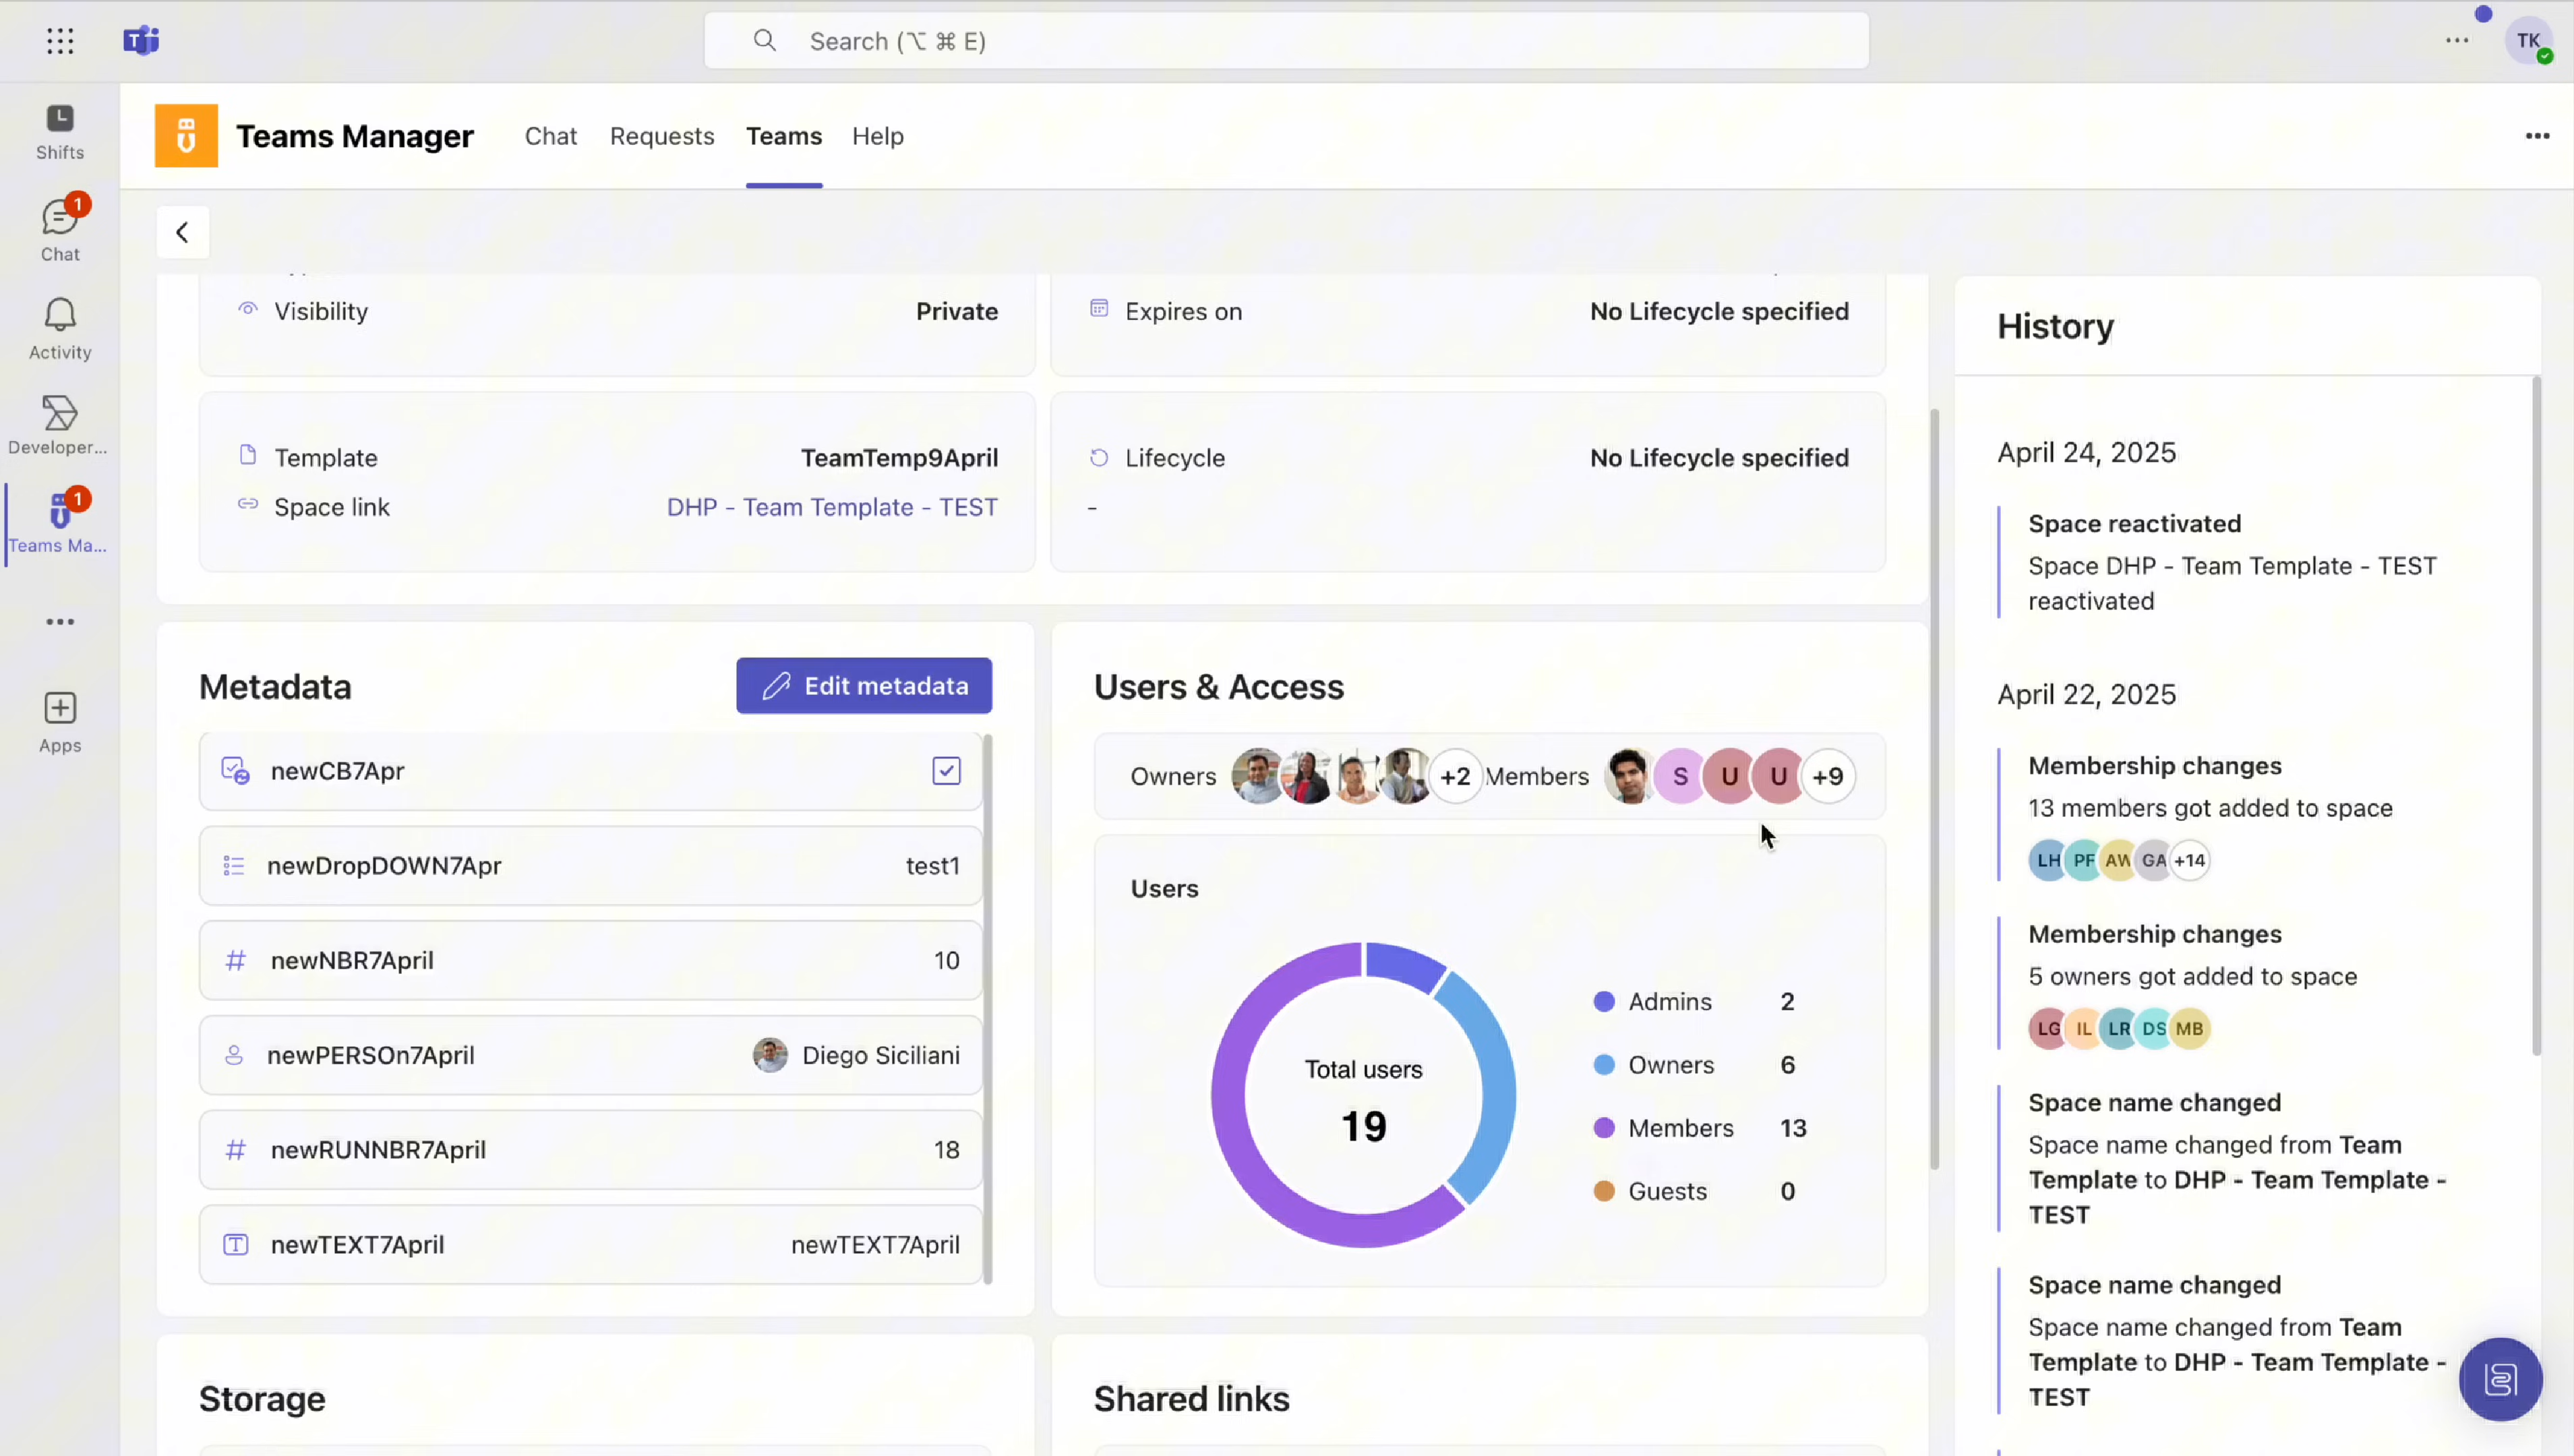 Search (⌥ ⌘ E)
TK
Shifts
1
Chat
Activity
Developer...
1
Teams Ma...
Apps
Teams Manager
Chat
Requests
Teams
Help
Visibility
Private
Expires on
No Lifecycle specified
Template
TeamTemp9April
Space link
DHP - Team Template - TEST
Lifecycle
No Lifecycle specified
-
Metadata
Edit metadata
newCB7Apr
newDropDOWN7Apr
test1
newNBR7April
10
newPERSOn7April
Diego Siciliani
newRUNNBR7April
18
newTEXT7April
newTEXT7April
Users & Access
Owners
+2
Members
S
U
U
+9
Users
Total users
19
Admins
2
Owners
6
Members
13
Guests
0
Storage
Shared links
History
April 24, 2025
Space reactivated
Space DHP - Team Template - TEST
reactivated
April 22, 2025
Membership changes
13 members got added to space
LH
PF
AW
GA
+14
Membership changes
5 owners got added to space
LG
IL
LR
DS
MB
Space name changed
Space name changed from Team
Template to DHP - Team Template -
TEST
Space name changed
Space name changed from Team
Template to DHP - Team Template -
TEST